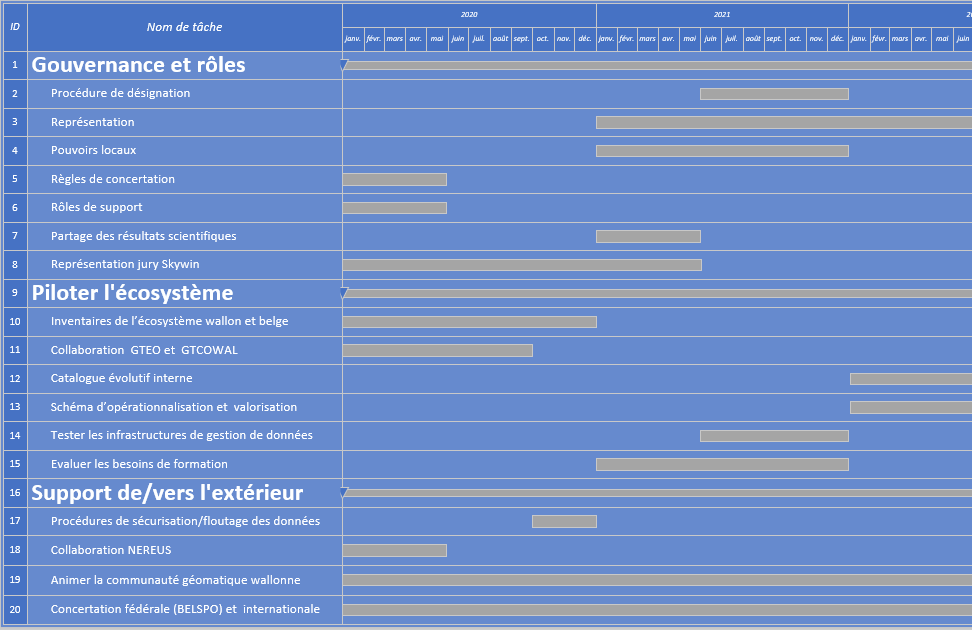 ID
Nom de tâche
2020
2021
janv. févr. mars avr. mai juin juil. août sept. oct. nov. déc. janv. févr. mars avr. mai juin juil. août sept. oct. nov. déc. janv. févr. mars avr. mai juin
1 Gouvernance et rôles
2 Procédure de désignation
3 Représentation
4 Pouvoirs locaux
5 Règles de concertation
6 Rôles de support
7 Partage des résultats scientifiques
8 Représentation jury Skywin
9 Piloter l'écosystème
10 Inventaires de l’écosystème wallon et belge
11 Collaboration GTEO et GTCOWAL
12 Catalogue évolutif interne
13 Schéma d’opérationnalisation et valorisation
14 Tester les infrastructures de gestion de données
15 Evaluer les besoins de formation
16 Support de/vers l'extérieur
17 Procédures de sécurisation/floutage des données
18 Collaboration NEREUS
19 Animer la communauté géomatique wallonne
20 Concertation fédérale (BELSPO) et internationale